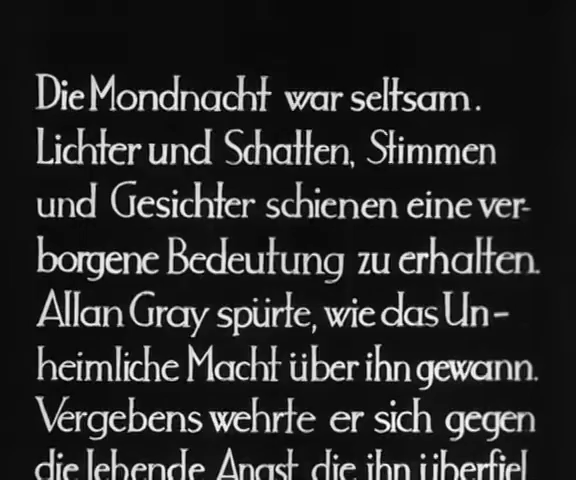 Die Mondnacht war seltsam.
Lichter und Schatten, Stimmen
und Gesichter schienen eine ver-
borgene Bedeutung zu erhalten.
Allan Gray spürte, wie das Un-
heimliche Macht über ihn gewann.
Vergebens wehrte er sich gegen
die lebende Angst, die ihn überfiel